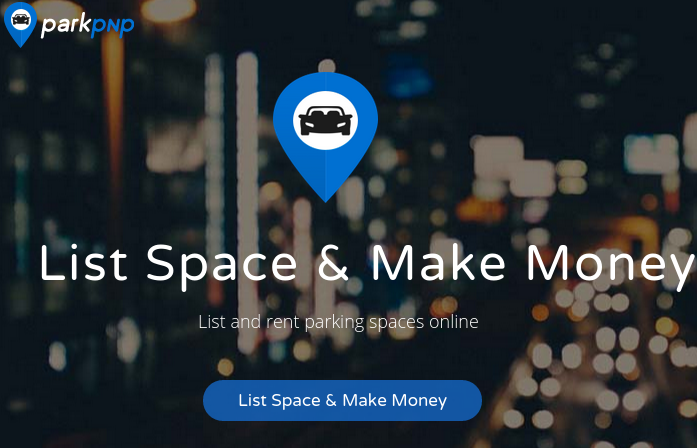 parkpnp
List Space & Make Money
List and rent parking spaces online
List Space & Make Money